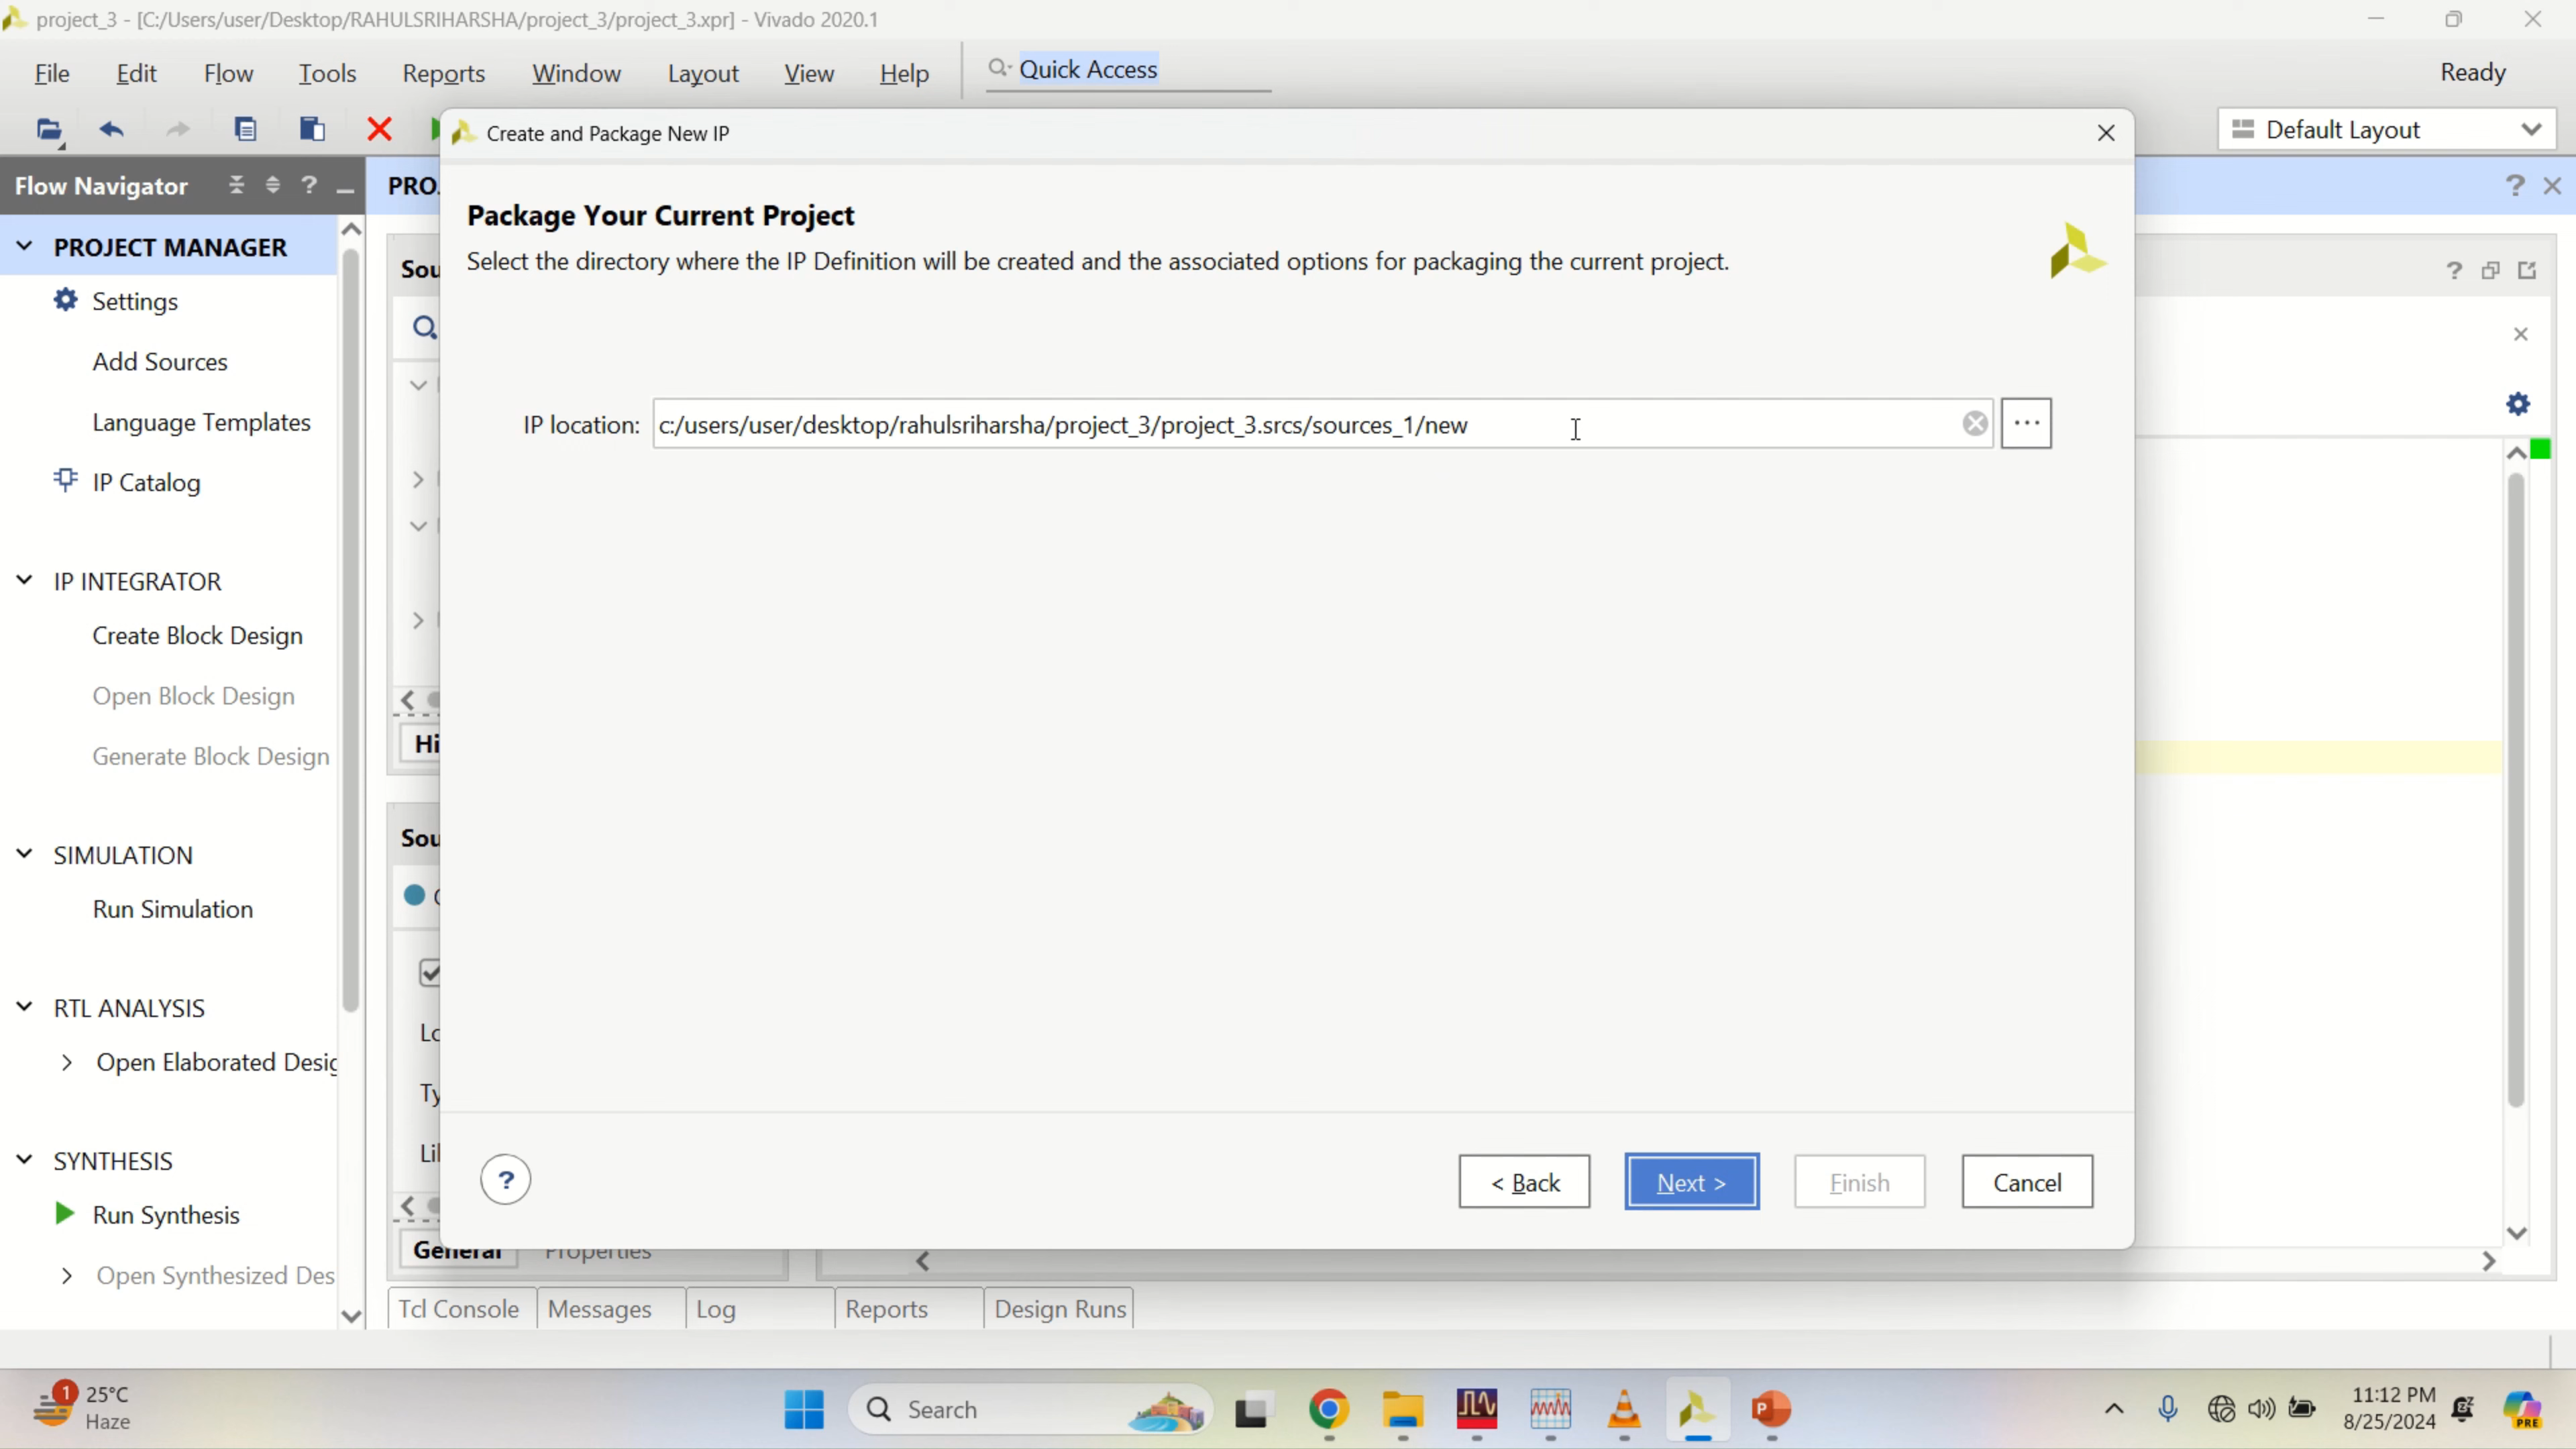 project_3 - [C:/Users/user/Desktop/RAHULSRIHARSHA/project_3/project_3.xpr] - Vivado 2020.1
File Edit Flow Tools Reports Window Layout View Help Quick Access Ready
Default Layout
Flow Navigator
PROJECT MANAGER
Settings
Add Sources
Language Templates
IP Catalog
IP INTEGRATOR
Create Block Design
Open Block Design
Generate Block Design
SIMULATION
Run Simulation
RTL ANALYSIS
Open Elaborated Desig
SYNTHESIS
Run Synthesis
Open Synthesized Des
PRO
Sou
Hi
Sou
Lo
Ty
Lil
General Properties
Create and Package New IP
Package Your Current Project
Select the directory where the IP Definition will be created and the associated options for packaging the current project.
IP location: c:/users/user/desktop/rahulsriharsha/project_3/project_3.srcs/sources_1/new
...
? < Back Next > Finish Cancel
Tcl Console Messages Log Reports Design Runs
1 25°C
Haze
Search
11:12 PM
8/25/2024
PRE